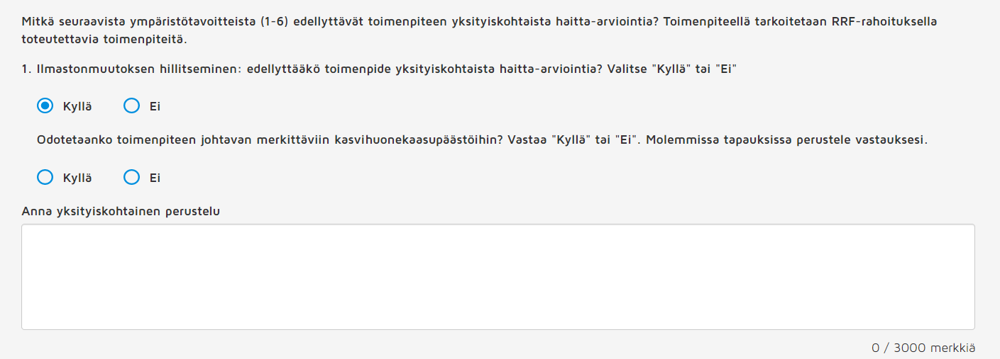 Mitkä seuraavista ympäristötavoitteista (1-6) edellyttävät toimenpiteen yksityiskohtaista haitta-arviointia? Toimenpiteellä tarkoitetaan RRF-rahoituksella
toteutettavia toimenpiteitä.
1. Ilmastonmuutoksen hillitseminen: edellyttääkö toimenpide yksityiskohtaista haitta-arviointia? Valitse "Kyllä" tai "Ei"
Kyllä Ei
Odotetaanko toimenpiteen johtavan merkittäviin kasvihuonekaasupäästöihin? Vastaa "Kyllä" tai "Ei". Molemmissa tapauksissa perustele vastauksesi.
Kyllä Ei
Anna yksityiskohtainen perustelu
0 / 3000 merkkiä